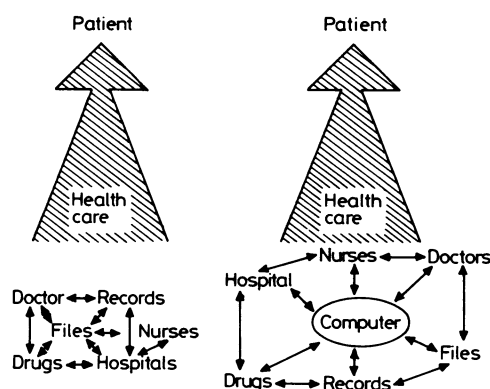 Patient
Health
care
Doctor Records
Files Nurses
Drugs Hospitals
Patient
Health
care
Nurses Doctors
Hospital
Computer
Files
Drugs Records